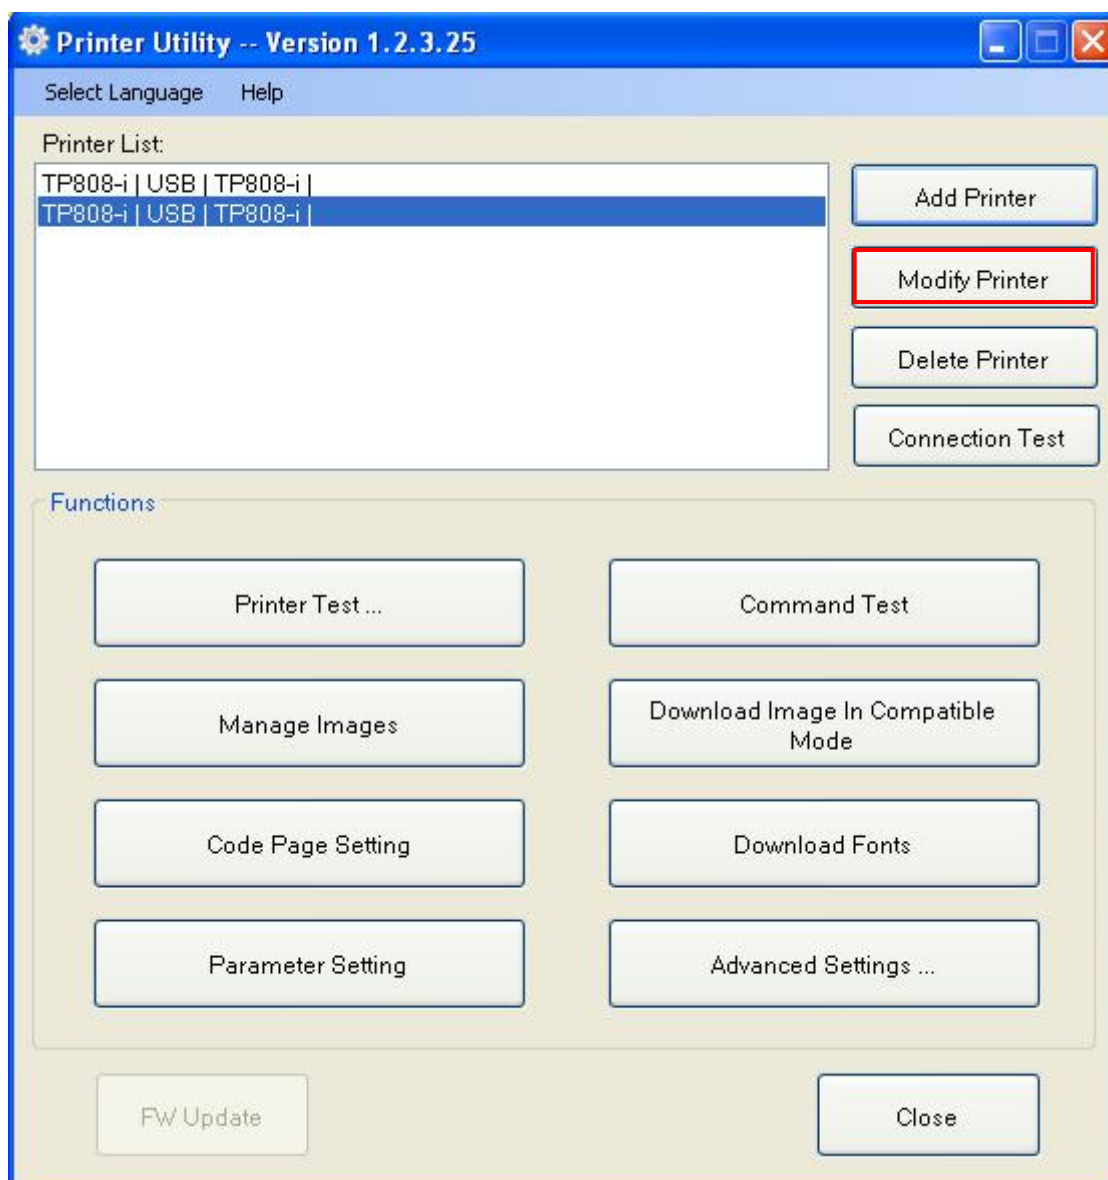 Printer Utility -- Version 1.2.3.25
Select Language Help
Printer List:
TP808-i | USB | TP808-i |
TP808-i | USB | TP808-i |
Add Printer
Modify Printer
Delete Printer
Connection Test
Functions
Printer Test ...
Command Test
Manage Images
Download Image In Compatible
Mode
Code Page Setting
Download Fonts
Parameter Setting
Advanced Settings ...
FW Update
Close